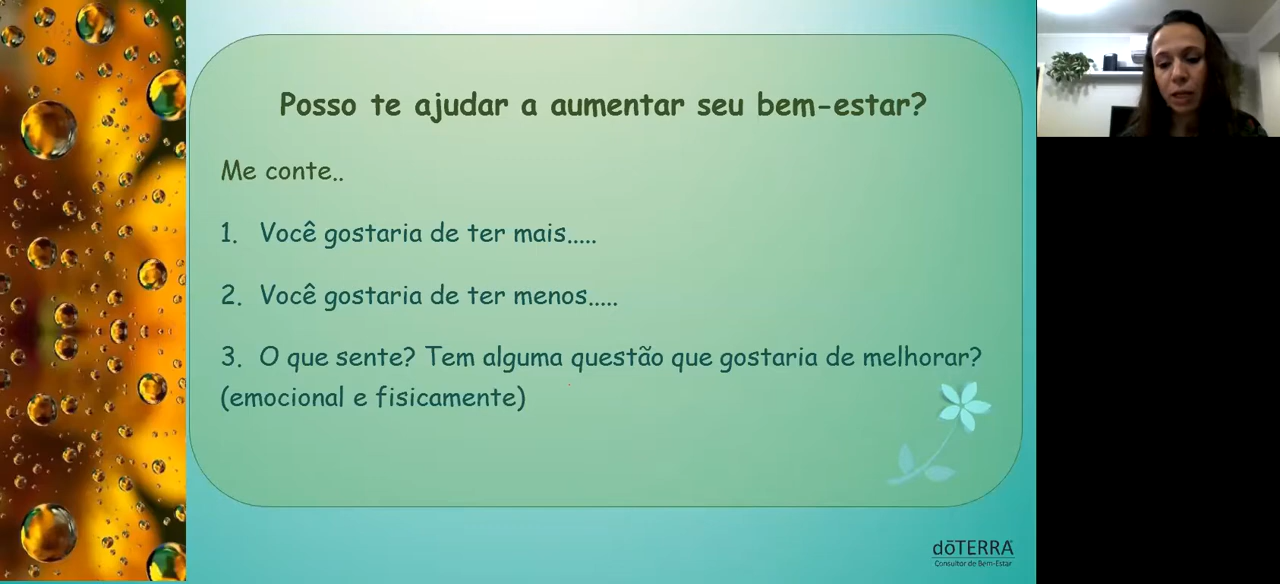 Posso te ajudar a aumentar seu bem-estar?
Me conte..
1. Você gostaria de ter mais.....
2. Você gostaria de ter menos.....
3. O que sente? Tem alguma questão que gostaria de melhorar?
(emocional e fisicamente)
dōTERRA
Consultor de Bem-Estar